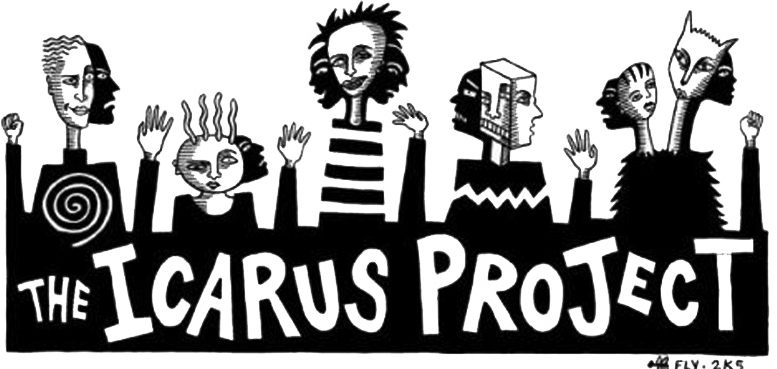 THE ICARUS PROJECT
FLY. 2K5